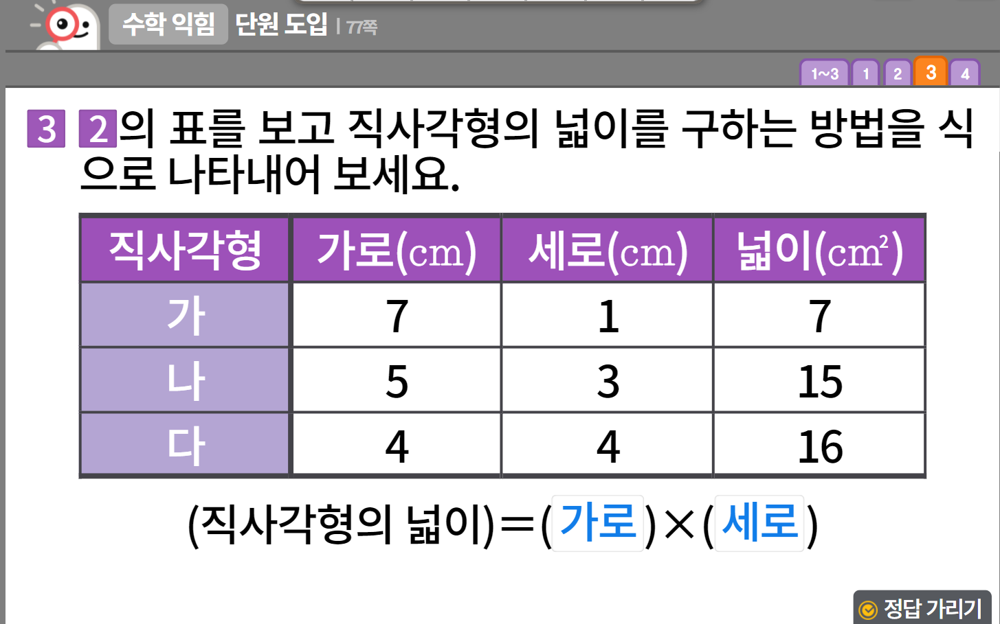 수학 익힘 단원 도입 | 77쪽
1~3 1 2 3 4
3 2의 표를 보고 직사각형의 넓이를 구하는 방법을 식
으로 나타내어 보세요.
직사각형 가로(cm) 세로(cm) 넓이(cm²)
가 7 1 7
나 5 3 15
다 4 4 16
(직사각형의 넓이)=(가로)×(세로)
정답 가리기